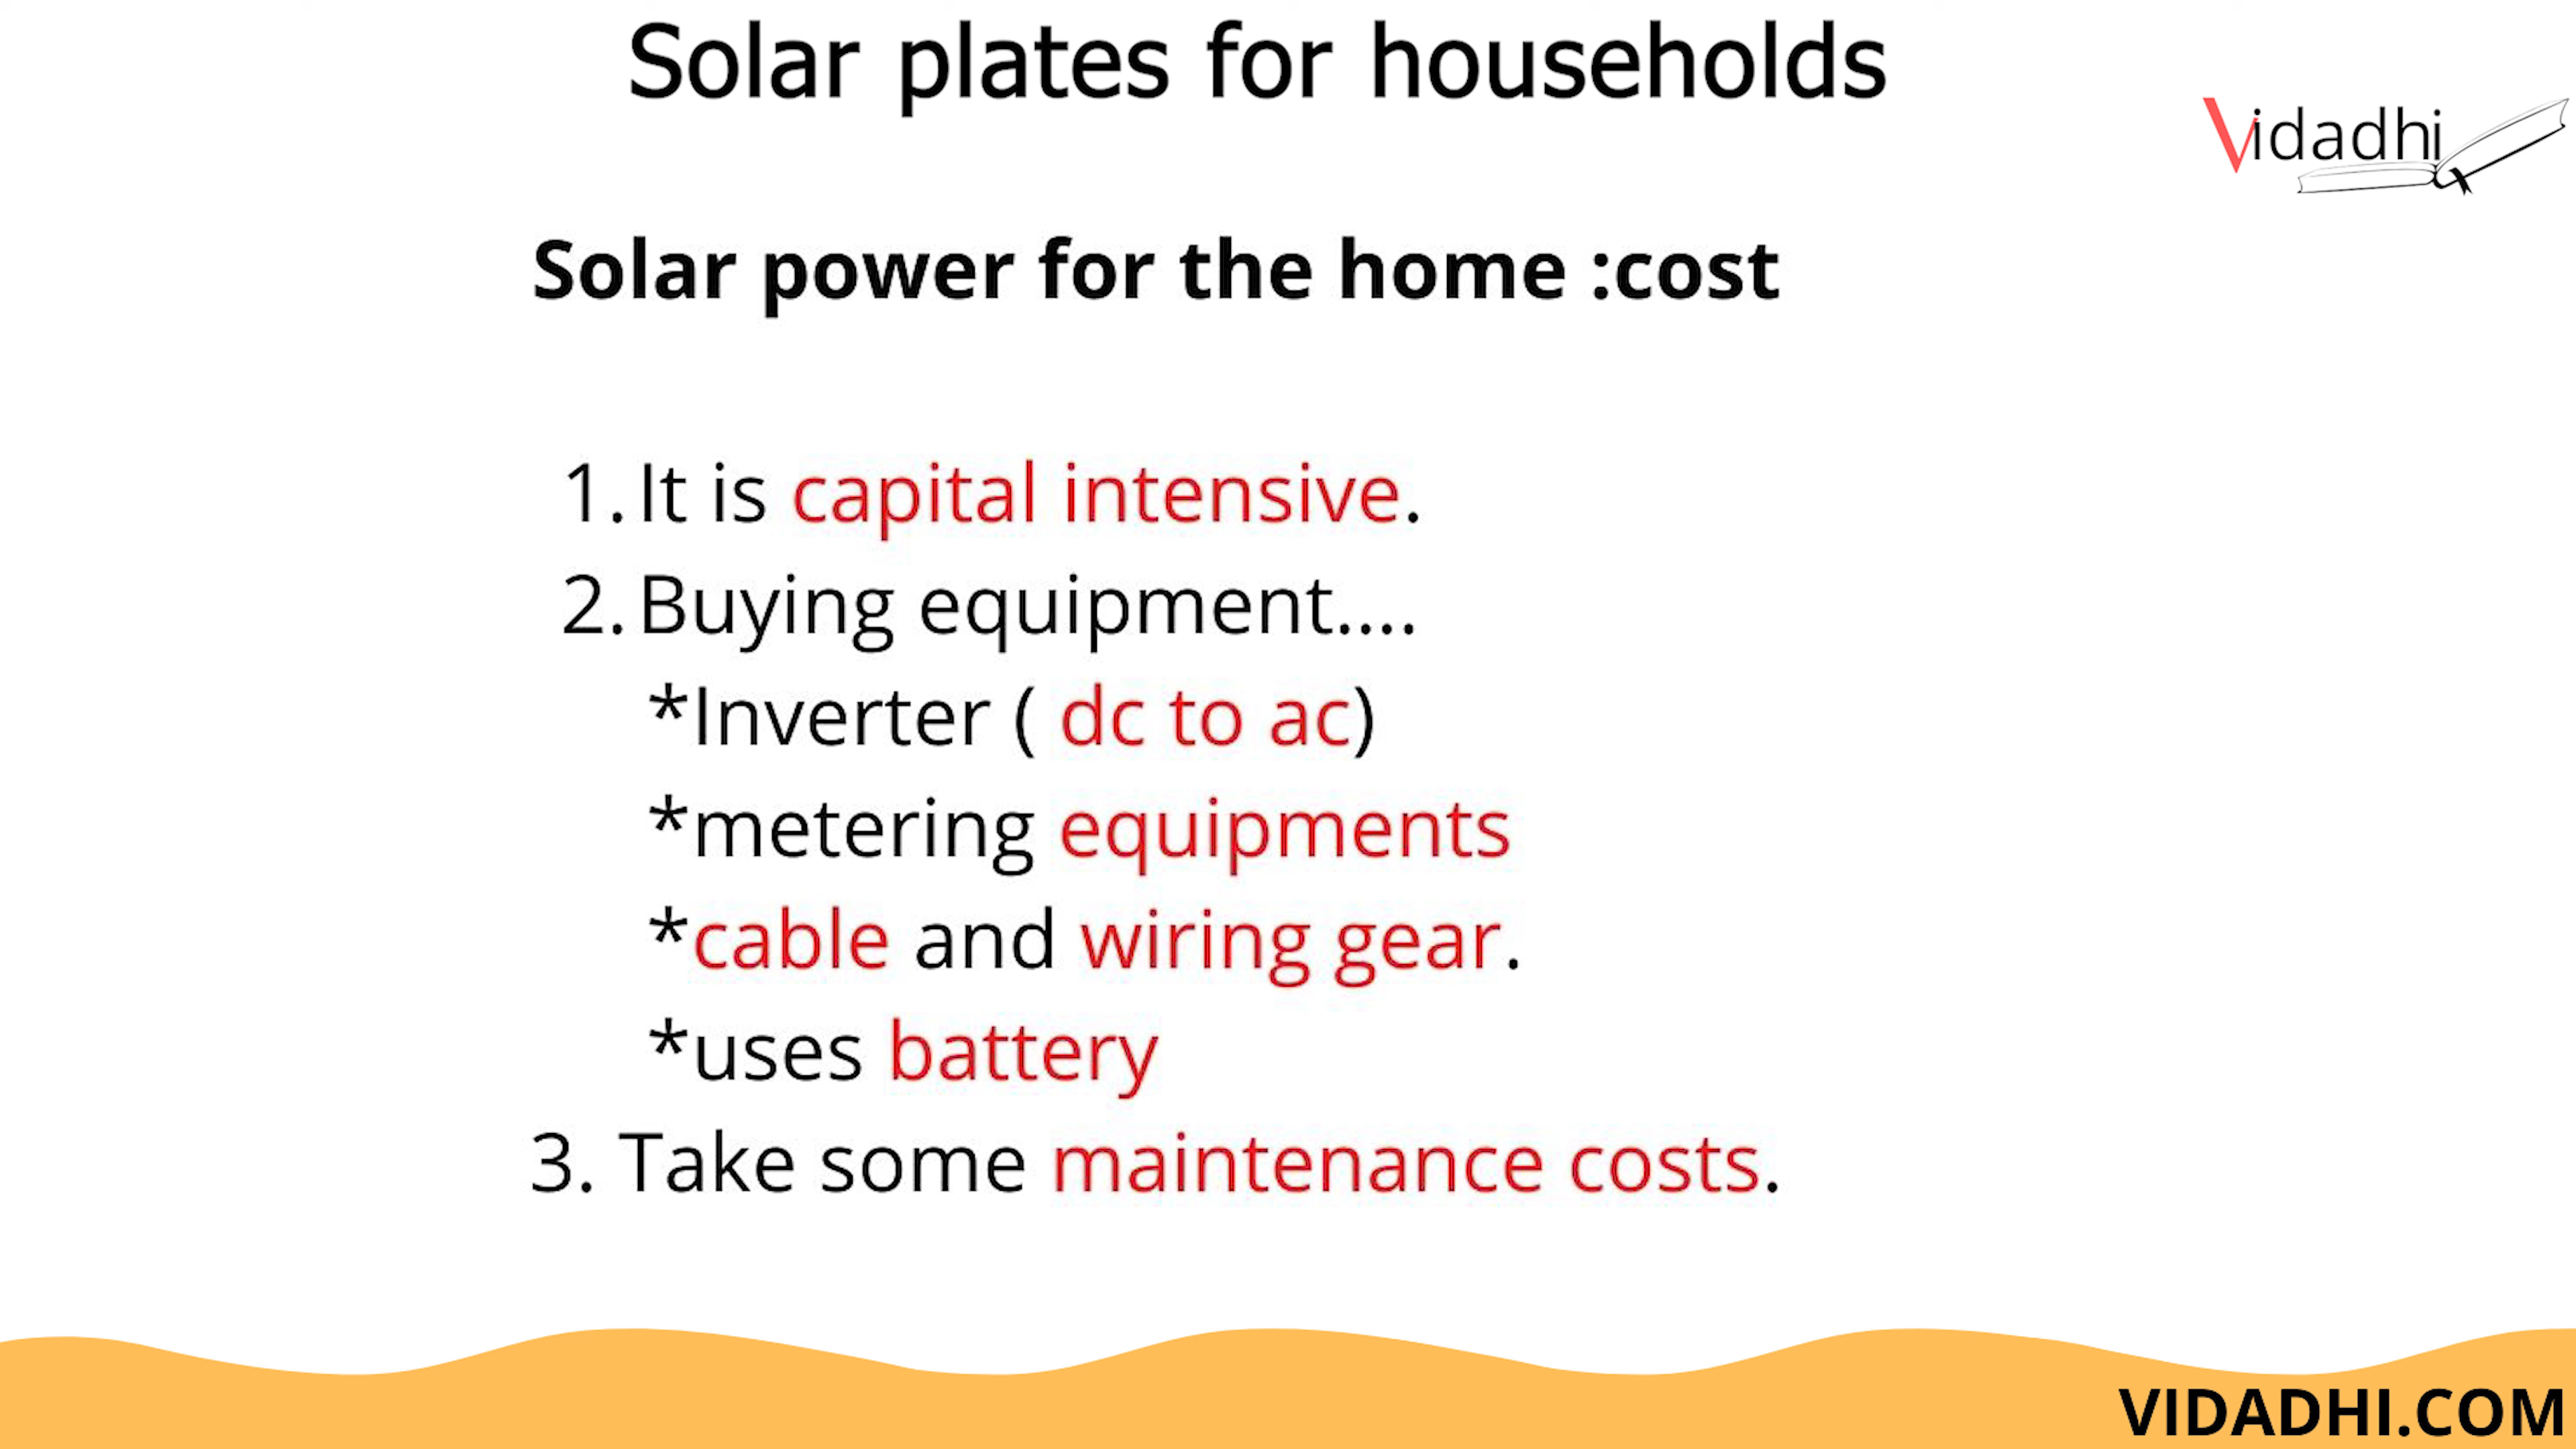 Solar plates for households
Vidadhi
Solar power for the home :cost
1. It is capital intensive.
2. Buying equipment....
*Inverter ( dc to ac)
*metering equipments
*cable and wiring gear.
*uses battery
3. Take some maintenance costs.
VIDADHI.COM